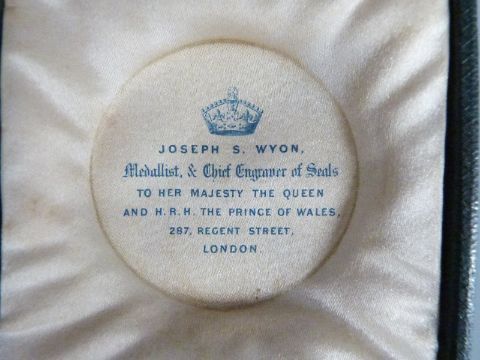 JOSEPH S. WYON,
Medallist, & Chief Engraver of Seals
TO HER MAJESTY THE QUEEN
AND H.R.H. THE PRINCE OF WALES,
287, REGENT STREET,
LONDON.